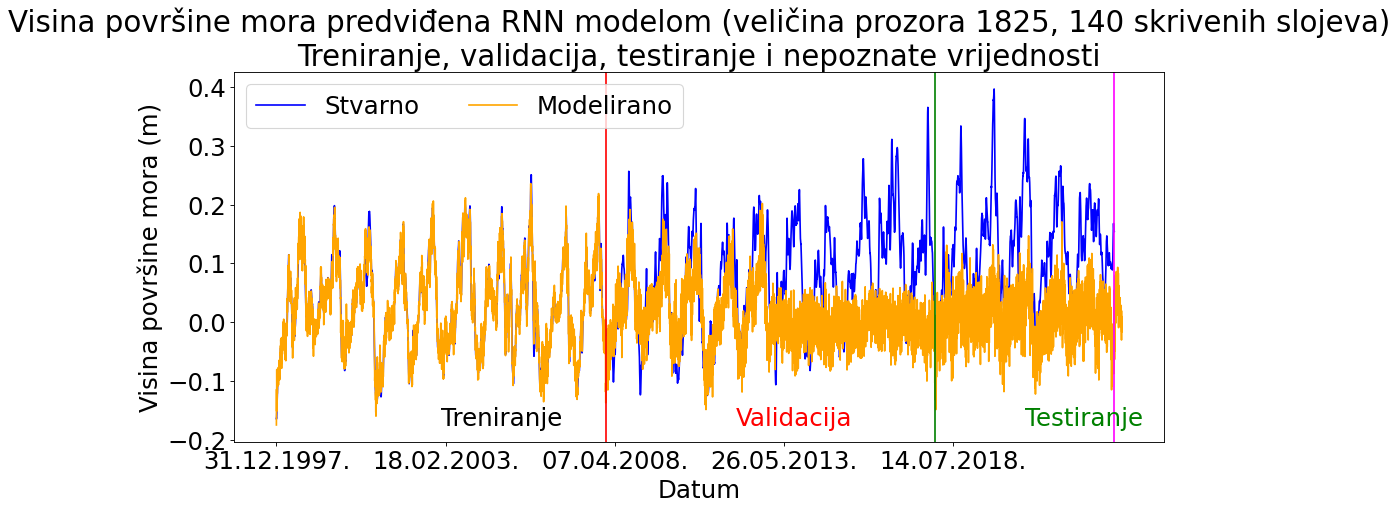 Visina površine mora predviđena RNN modelom (veličina prozora 1825, 140 skrivenih slojeva)
Treniranje, validacija, testiranje i nepoznate vrijednosti
Stvarno
Modelirano
Visina površine mora (m)
0.4
0.3
0.2
0.1
0.0
−0.1
−0.2
Treniranje
Validacija
Testiranje
31.12.1997.
18.02.2003.
07.04.2008.
26.05.2013.
14.07.2018.
Datum